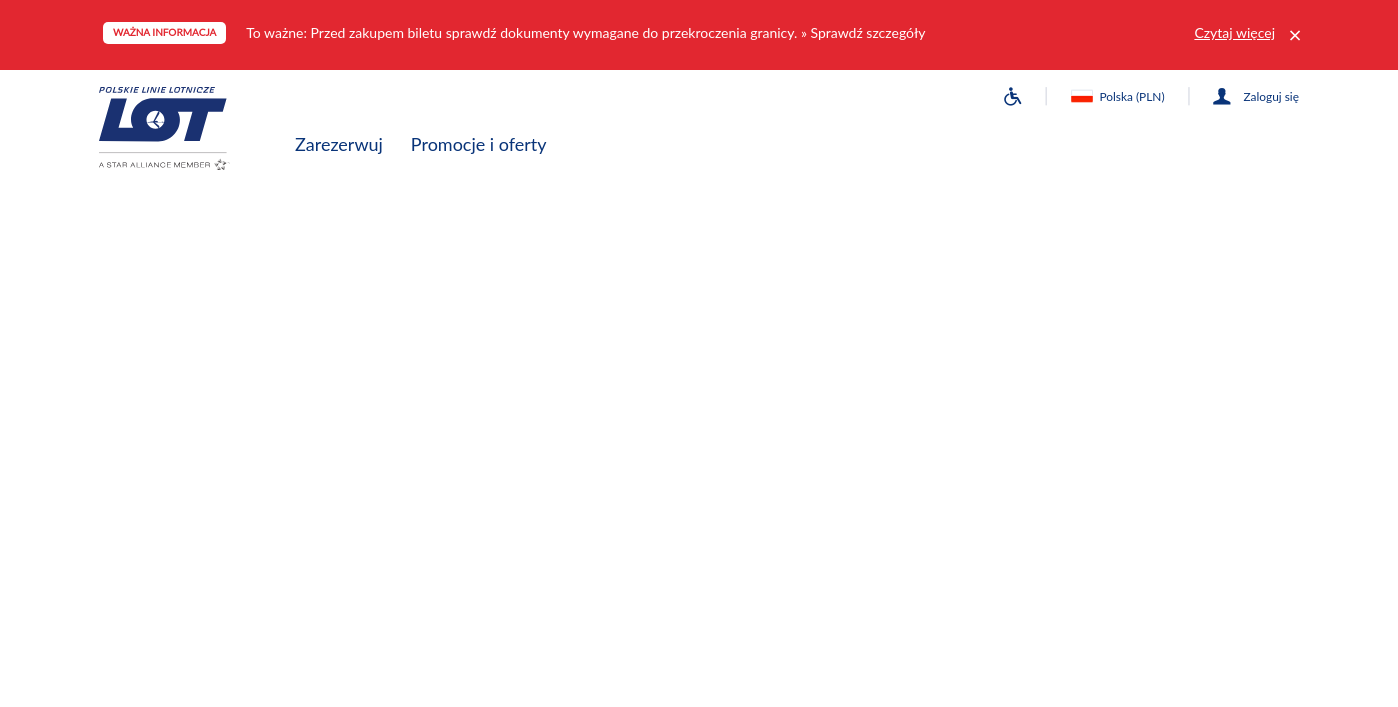 WAŻNA INFORMACJA
To ważne: Przed zakupem biletu sprawdź dokumenty wymagane do przekroczenia granicy. » Sprawdź szczegóły
Czytaj więcej
POLSKIE LINIE LOTNICZE
LOT
A STAR ALLIANCE MEMBER
Polska (PLN)
Zaloguj się
Zarezerwuj
Promocje i oferty